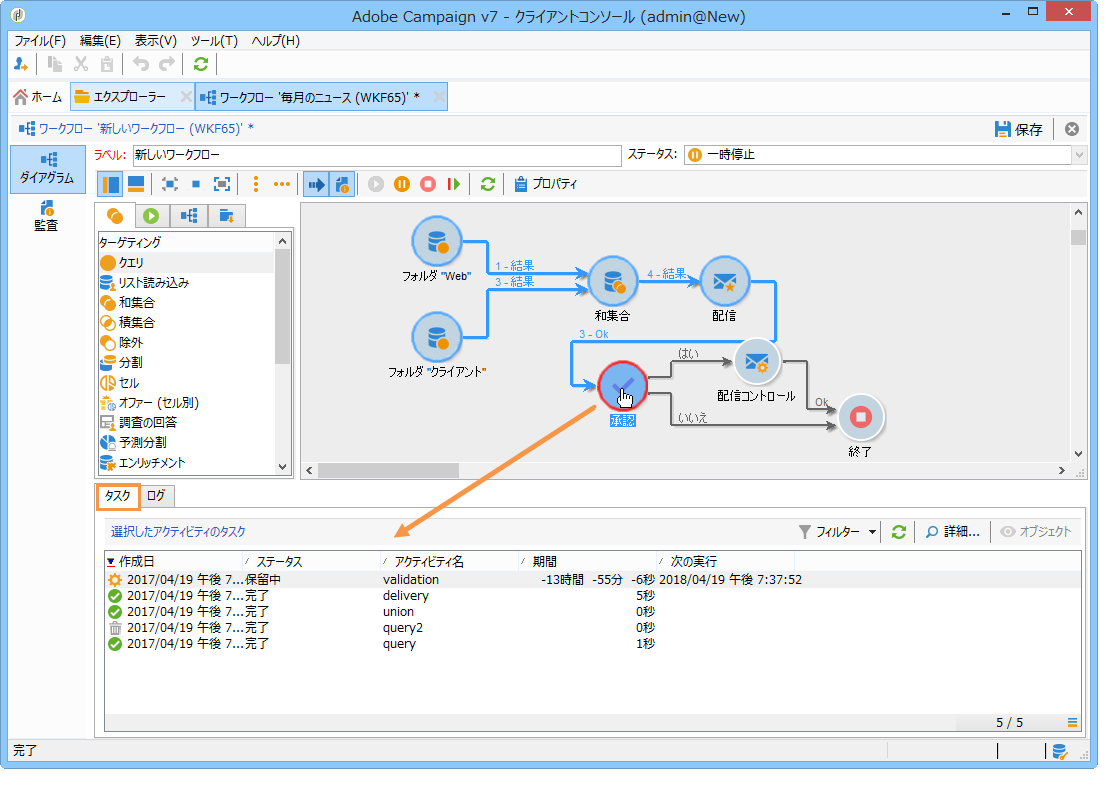 Adobe Campaign v7 - クライアントコンソール (admin@New)
ファイル(F) 編集(E) 表示(V) ツール(T) ヘルプ(H)
ホーム エクスプローラー ワークフロー '毎月のニュース (WKF65)' *
ワークフロー '新しいワークフロー (WKF65)' * 保存
ダイアグラム
監査
ラベル: 新しいワークフロー ステータス: 一時停止
プロパティ
ターゲティング
クエリ
リスト読み込み
和集合
積集合
除外
分割
セル
オファー (セル別)
調査の回答
予測分割
エンリッチメント
フォルダ "Web"
1 - 結果
3 - 結果
フォルダ "クライアント"
和集合
4 - 結果
配信
3 - Ok
承認
はい
いいえ
配信コントロール
Ok
終了
タスク ログ
選択したアクティビティのタスク フィルター 詳細... オブジェクト
作成日 ステータス アクティビティ名 期間 次の実行
2017/04/19 午後 7... 保留中 validation -13時間 -55分 -6秒 2018/04/19 午後 7:37:52
2017/04/19 午後 7... 完了 delivery 5秒
2017/04/19 午後 7... 完了 union 0秒
2017/04/19 午後 7... 完了 query2 0秒
2017/04/19 午後 7... 完了 query 1秒
5 / 5
完了